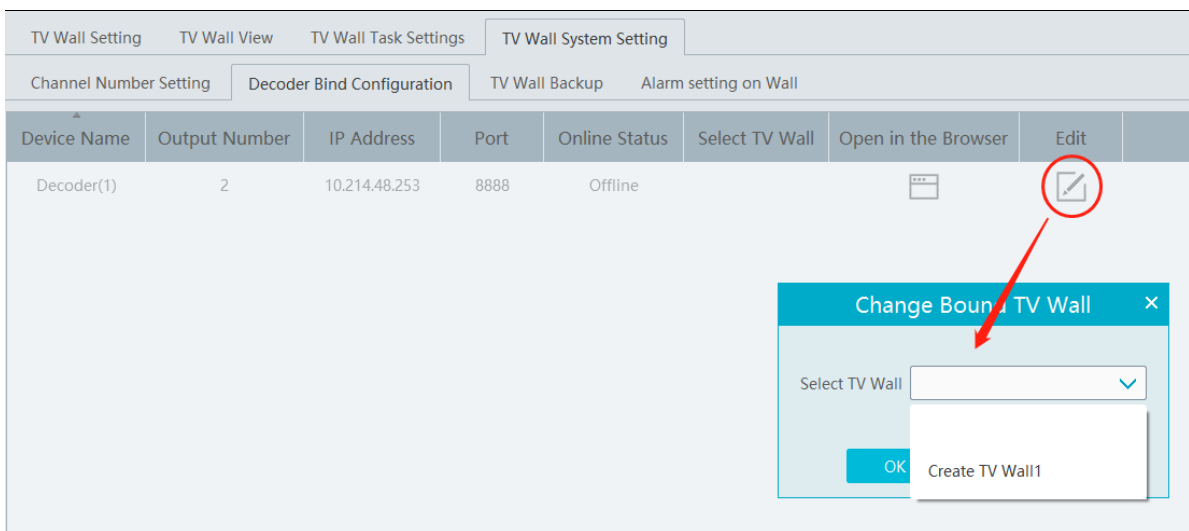 TV Wall Setting TV Wall View TV Wall Task Settings TV Wall System Setting
Channel Number Setting Decoder Bind Configuration TV Wall Backup Alarm setting on Wall
Device Name Output Number IP Address Port Online Status Select TV Wall Open in the Browser Edit
Decoder(1) 2 10.214.48.253 8888 Offline
Change Bound TV Wall
Select TV Wall
OK
Create TV Wall1